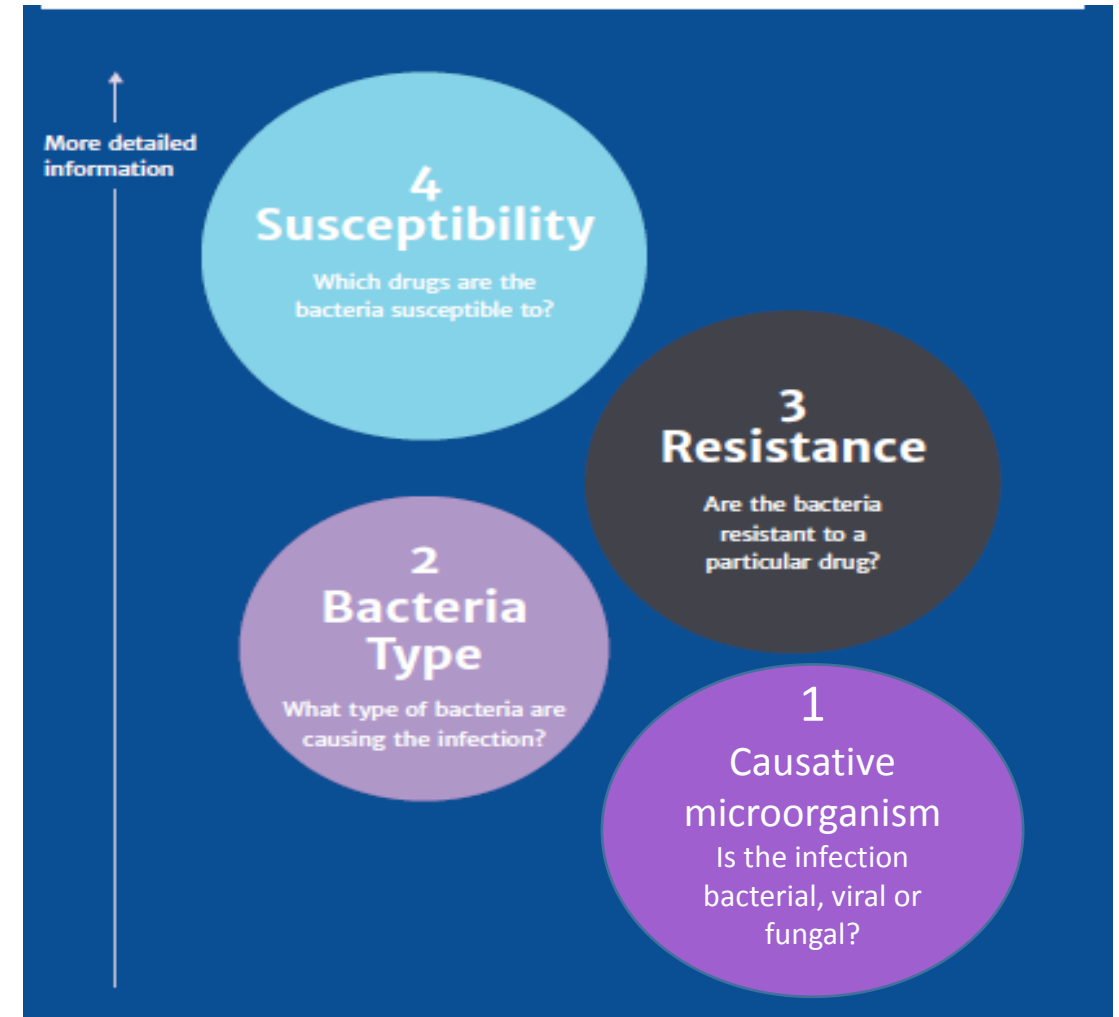 More detailed
information
4
Susceptibility
Which drugs are the
bacteria susceptible to?
3
Resistance
Are the bacteria
resistant to a
particular drug?
2
Bacteria
Type
What type of bacteria are
causing the infection?
1
Causative
microorganism
Is the infection
bacterial, viral or
fungal?